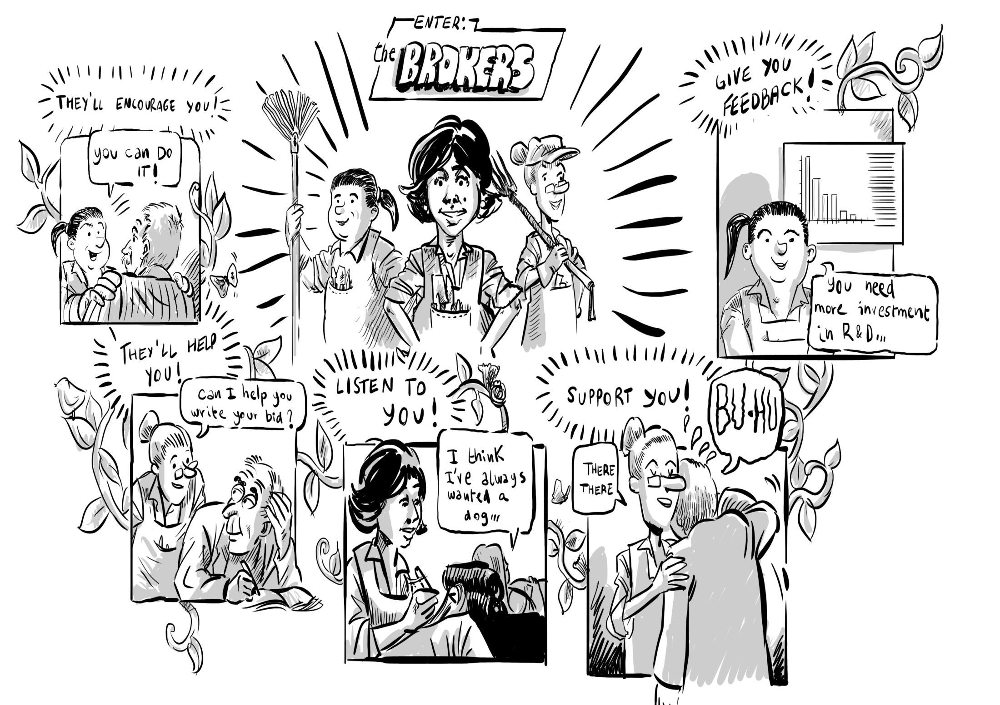 ENTER:
the BROKERS
THEY'LL ENCOURAGE YOU!
you can Do
IT!
GIVE YOU
FEEDBACK!
You need
more investment
in R&D...
THEY'LL HELP
YOU!
can I help you
write your bid?
LISTEN TO
YOU!
I think
I've always
wanted a
dog...
SUPPORT YOU!
BU-HU
THERE
THERE